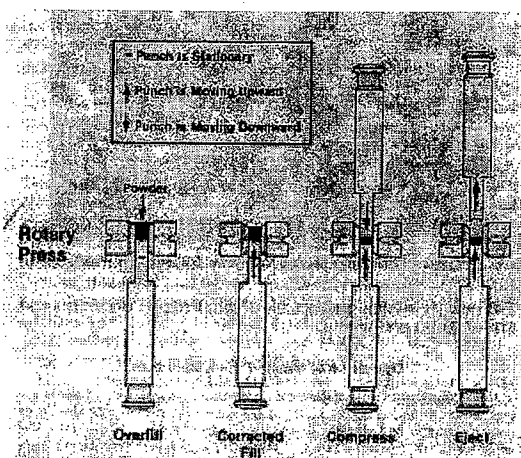 = Punch is Stationary
Punch is Moving Upward
Punch is Moving Downward
Powder
Rotary
Press
Overfill
Corrected
Fill
Compress
Eject